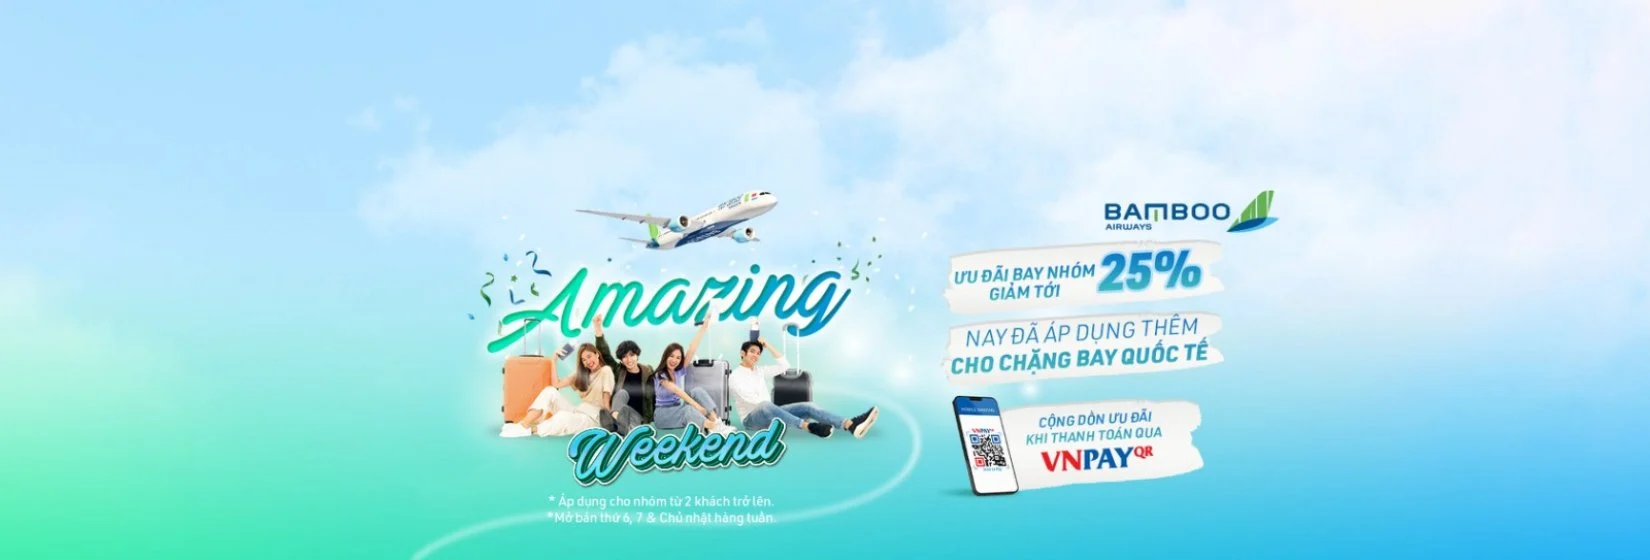 Amazing
Weekend
* Áp dụng cho nhóm từ 2 khách trở lên.
*Mở bán thứ 6, 7 & Chủ nhật hàng tuần.
BAMBOO
AIRWAYS
ƯU ĐÃI BAY NHÓM
GIẢM TỚI
25%
NAY ĐÃ ÁP DỤNG THÊM
CHO CHẶNG BAY QUỐC TẾ
VNPAY
CỘNG DỒN ƯU ĐÃI
KHI THANH TOÁN QUA
VNPAYQR